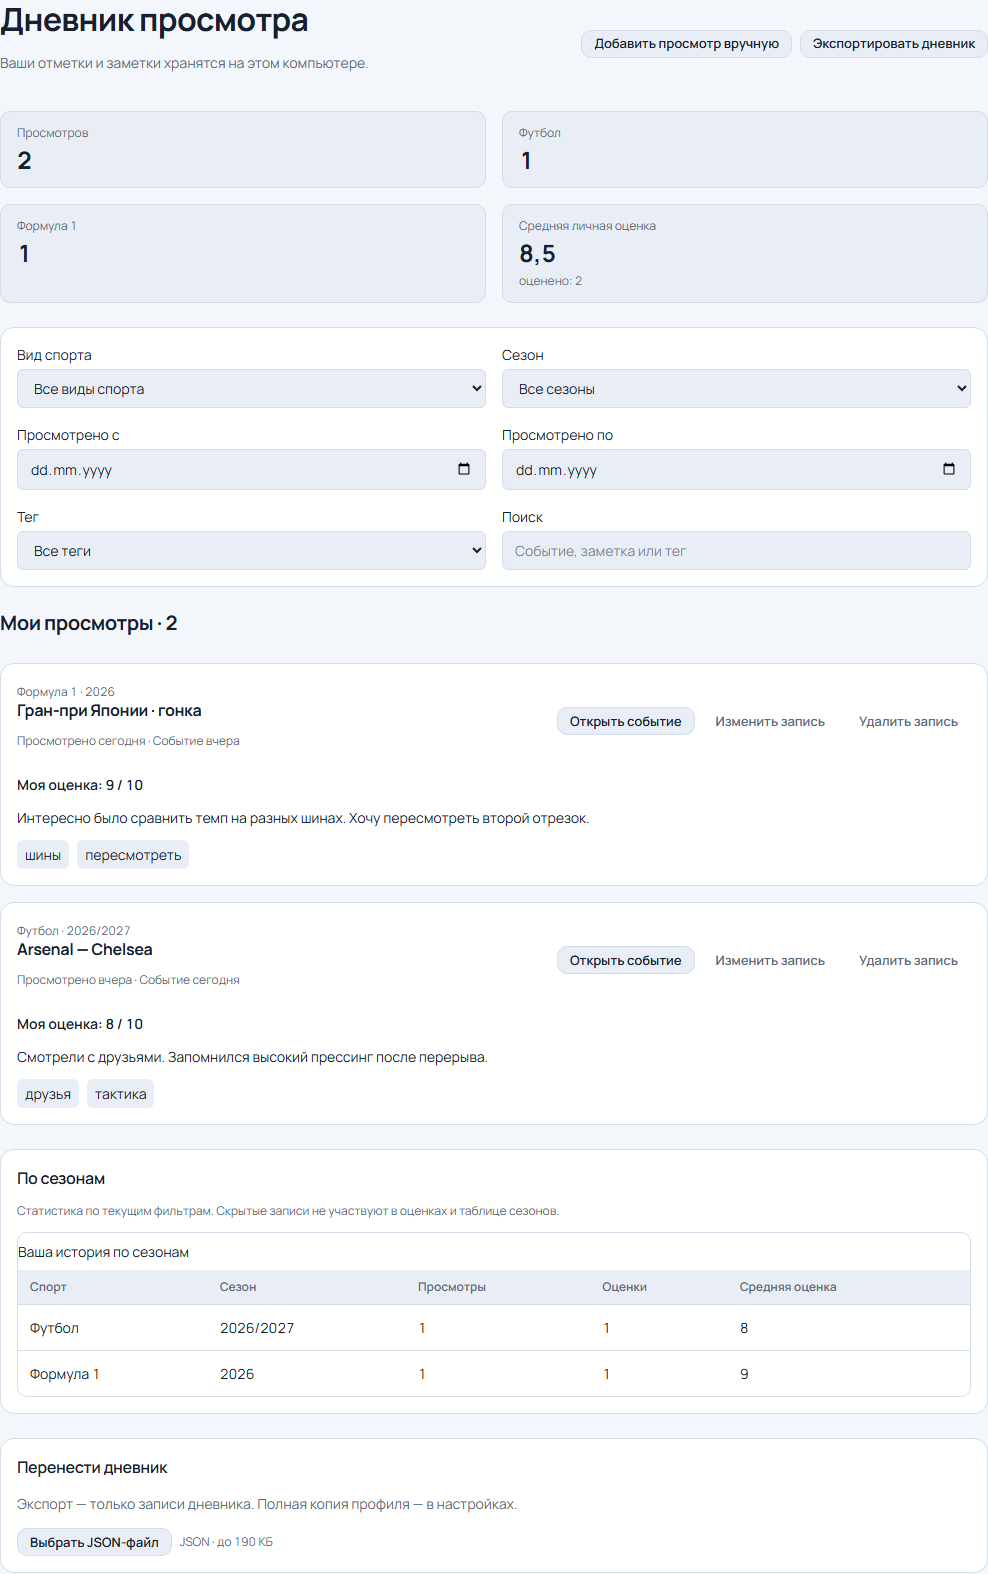 Дневник просмотра
Ваши отметки и заметки хранятся на этом компьютере.
Добавить просмотр вручную
Экспортировать дневник
Просмотров
2
Футбол
1
Формула 1
1
Средняя личная оценка
8,5
оценено: 2
Вид спорта
Все виды спорта
Сезон
Все сезоны
Просмотрено с
dd.mm.yyyy
Просмотрено по
dd.mm.yyyy
Тег
Все теги
Поиск
Событие, заметка или тег
Мои просмотры · 2
Формула 1 · 2026
Гран-при Японии · гонка
Просмотрено сегодня · Событие вчера
Открыть событие
Изменить запись
Удалить запись
Моя оценка: 9 / 10
Интересно было сравнить темп на разных шинах. Хочу пересмотреть второй отрезок.
шины
пересмотреть
Футбол · 2026/2027
Arsenal — Chelsea
Просмотрено вчера · Событие сегодня
Открыть событие
Изменить запись
Удалить запись
Моя оценка: 8 / 10
Смотрели с друзьями. Запомнился высокий прессинг после перерыва.
друзья
тактика
По сезонам
Статистика по текущим фильтрам. Скрытые записи не участвуют в оценках и таблице сезонов.
Ваша история по сезонам
Спорт Сезон Просмотры Оценки Средняя оценка
Футбол 2026/2027 1 1 8
Формула 1 2026 1 1 9
Перенести дневник
Экспорт — только записи дневника. Полная копия профиля — в настройках.
Выбрать JSON-файл
JSON · до 190 КБ